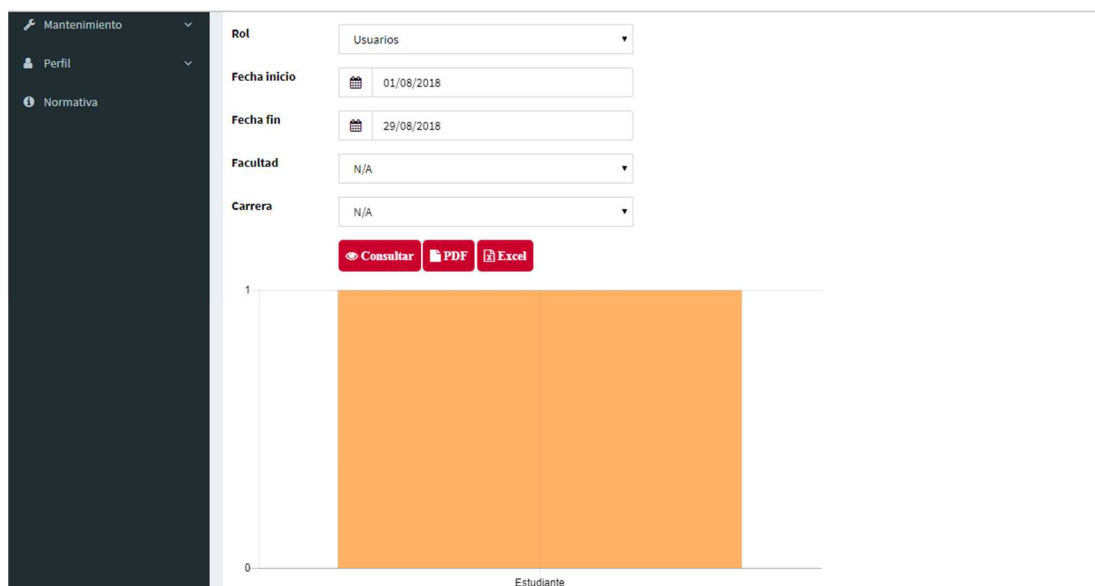 Mantenimiento
Perfil
Normativa
Rol
Usuarios
Fecha inicio
01/08/2018
Fecha fin
29/08/2018
Facultad
N/A
Carrera
N/A
Consultar PDF Excel
1
0
Estudiante